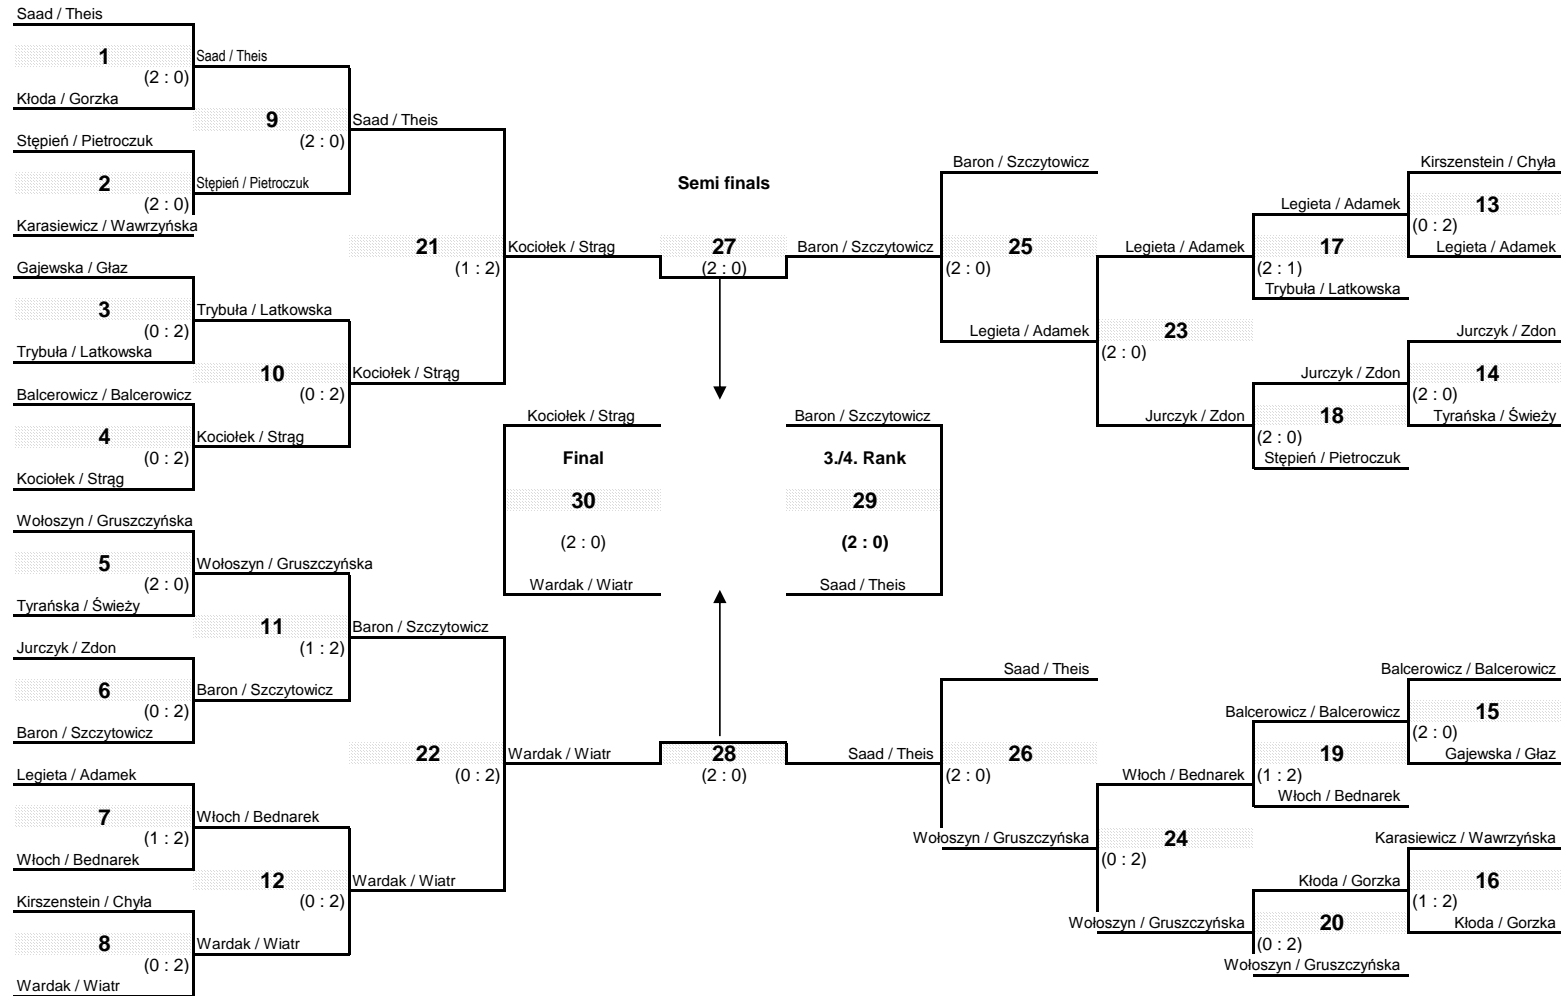 Saad / Theis
1
(2 : 0)
Kłoda / Gorzka
Saad / Theis
9
(2 : 0)
Stępień / Pietroczuk
2
(2 : 0)
Karasiewicz / Wawrzyńska
Stępień / Pietroczuk
Saad / Theis
21
(1 : 2)
Gajewska / Głaz
3
(0 : 2)
Trybuła / Latkowska
Trybuła / Latkowska
10
(0 : 2)
Balcerowicz / Balcerowicz
4
(0 : 2)
Kociołek / Strąg
Kociołek / Strąg
Kociołek / Strąg
Kociołek / Strąg
Wołoszyn / Gruszczyńska
5
(2 : 0)
Tyrańska / Świeży
Wołoszyn / Gruszczyńska
11
(1 : 2)
Jurczyk / Zdon
6
(0 : 2)
Baron / Szczytowicz
Baron / Szczytowicz
Baron / Szczytowicz
22
(0 : 2)
Legieta / Adamek
7
(1 : 2)
Włoch / Bednarek
Włoch / Bednarek
12
(0 : 2)
Kirszenstein / Chyła
8
(0 : 2)
Wardak / Wiatr
Wardak / Wiatr
Wardak / Wiatr
Wardak / Wiatr
Semi finals
27
(2 : 0)
Kociołek / Strąg
Final
30
(2 : 0)
Wardak / Wiatr
Baron / Szczytowicz
3./4. Rank
29
(2 : 0)
Saad / Theis
28
(2 : 0)
Baron / Szczytowicz
Baron / Szczytowicz
25
(2 : 0)
Legieta / Adamek
Legieta / Adamek
23
(2 : 0)
Jurczyk / Zdon
Legieta / Adamek
17
(2 : 1)
Trybuła / Latkowska
Kirszenstein / Chyła
13
(0 : 2)
Legieta / Adamek
Jurczyk / Zdon
18
(2 : 0)
Stępień / Pietroczuk
Jurczyk / Zdon
14
(2 : 0)
Tyrańska / Świeży
Saad / Theis
Saad / Theis
26
(2 : 0)
Wołoszyn / Gruszczyńska
Włoch / Bednarek
24
(0 : 2)
Wołoszyn / Gruszczyńska
Balcerowicz / Balcerowicz
19
(1 : 2)
Włoch / Bednarek
Balcerowicz / Balcerowicz
15
(2 : 0)
Gajewska / Głaz
Kłoda / Gorzka
20
(0 : 2)
Wołoszyn / Gruszczyńska
Karasiewicz / Wawrzyńska
16
(1 : 2)
Kłoda / Gorzka